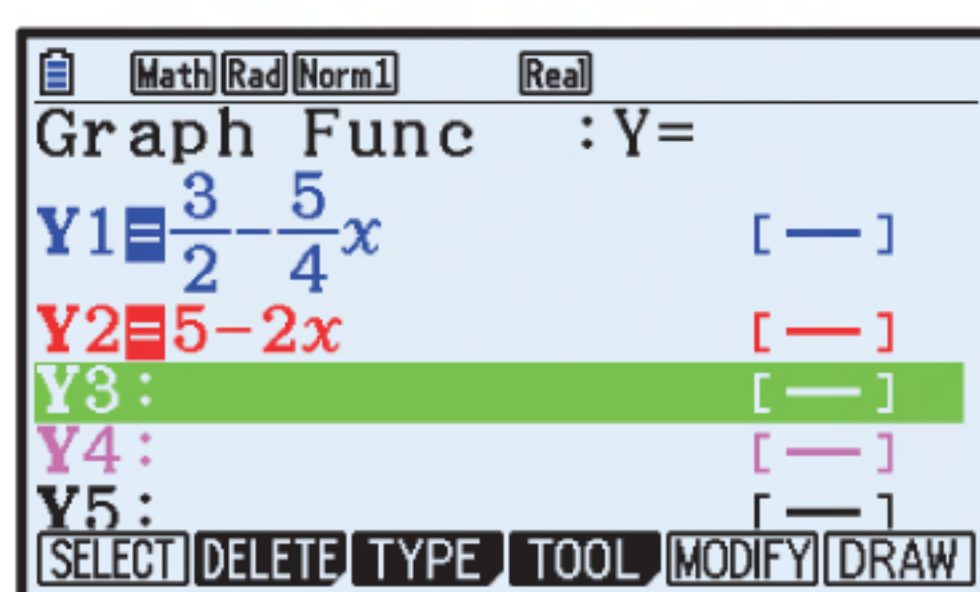 Math Rad Norm1 Real
Graph Func :Y=
Y1=3/2-5/4x [—]
Y2=5-2x [—]
Y3: [—]
Y4: [—]
Y5: [—]
SELECT DELETE TYPE TOOL MODIFY DRAW